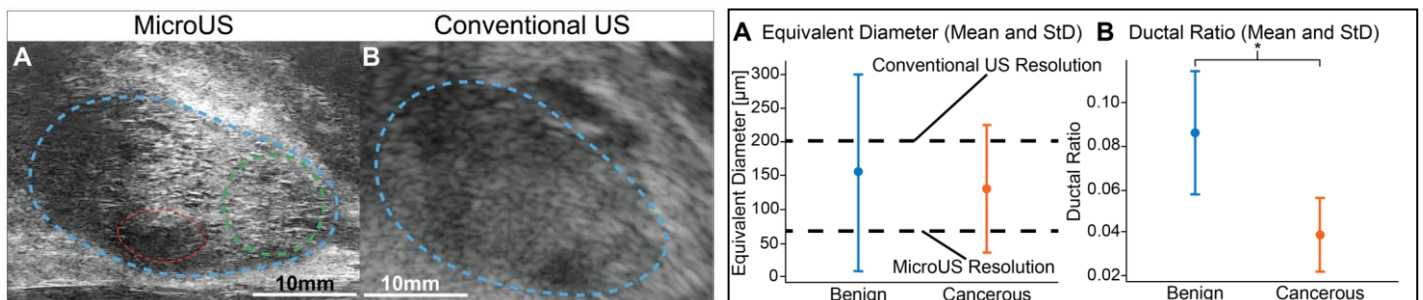 MicroUS
Conventional US
A
B
10mm
10mm
A Equivalent Diameter (Mean and StD)
Equivalent Diameter [µm]
300
250
200
150
100
50
0
Conventional US Resolution
MicroUS Resolution
Benign
Cancerous
B Ductal Ratio (Mean and StD)
*
Ductal Ratio
0.10
0.08
0.06
0.04
0.02
Benign
Cancerous